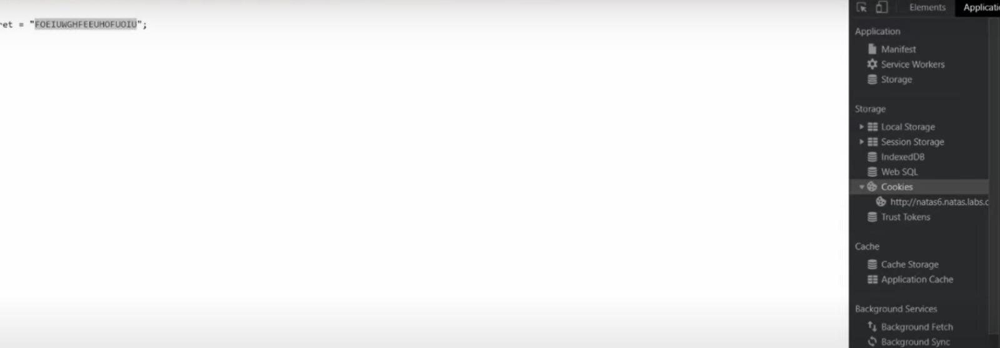 ret = "FOEIUWGHFEEUHOFUOIU";
Elements Applicati
Application
Manifest
Service Workers
Storage
Storage
Local Storage
Session Storage
IndexedDB
Web SQL
Cookies
http://natas6.natas.labs.o
Trust Tokens
Cache
Cache Storage
Application Cache
Background Services
Background Fetch
Background Sync